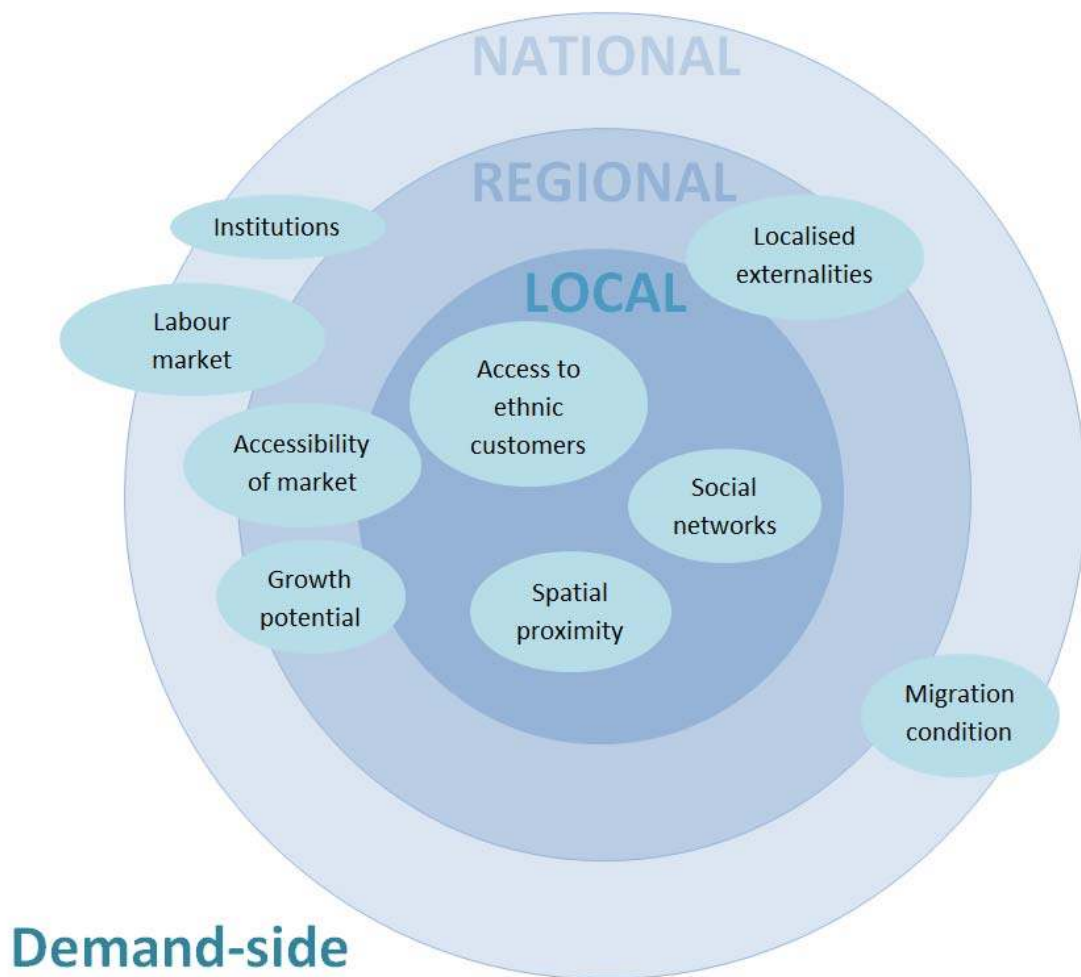 NATIONAL
REGIONAL
Institutions
Localised
externalities
LOCAL
Labour
market
Access to
ethnic
customers
Accessibility
of market
Social
networks
Growth
potential
Spatial
proximity
Migration
condition
Demand-side